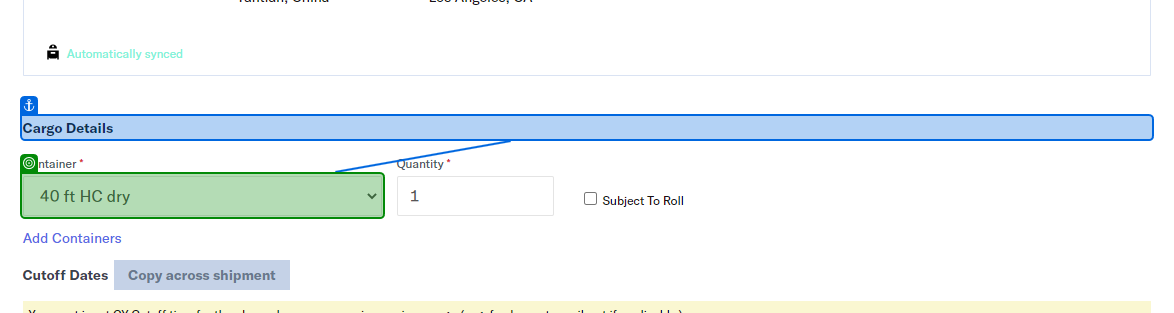 Yantian, China Los Angeles, CA
Automatically synced
Cargo Details
ntainer * Quantity *
40 ft HC dry 1 Subject To Roll
Add Containers
Cutoff Dates Copy across shipment